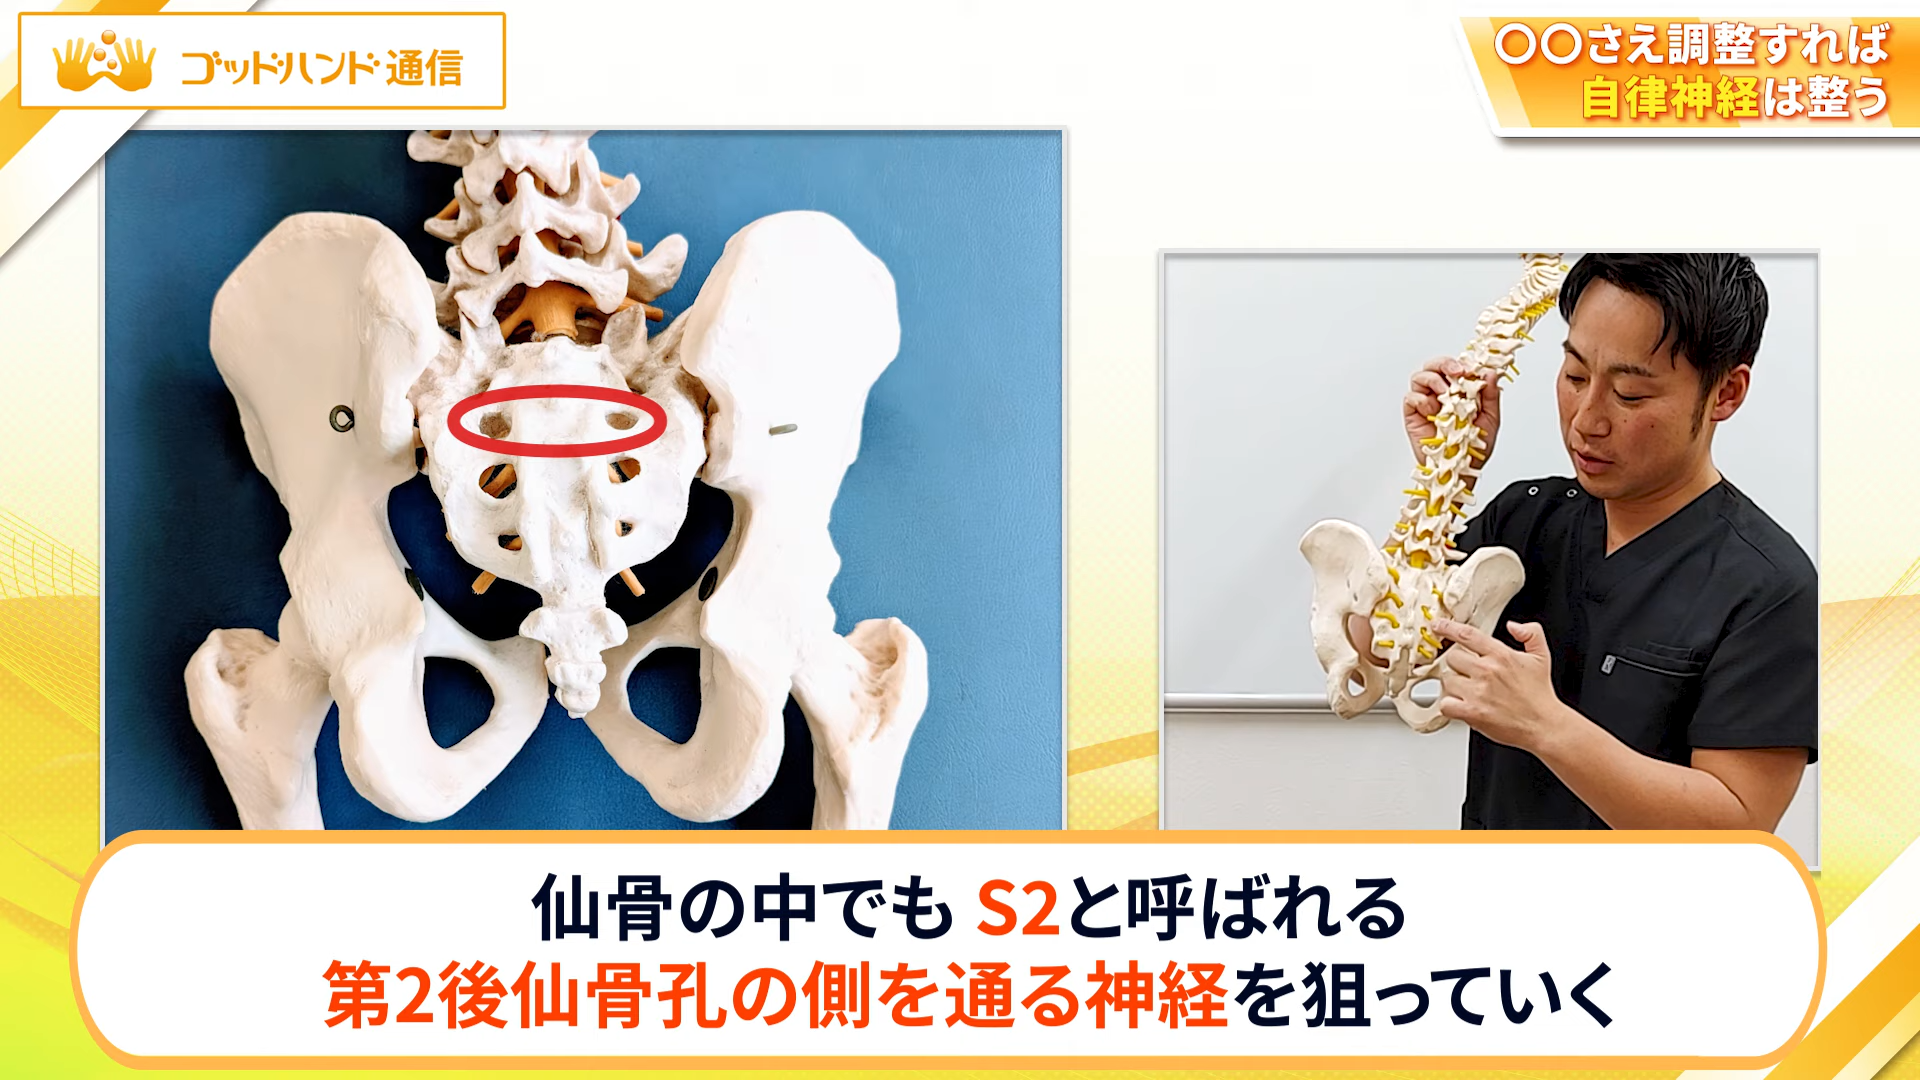 ゴッドハンド通信
〇〇さえ調整すれば
自律神経は整う
仙骨の中でも S2と呼ばれる
第2後仙骨孔の側を通る神経を狙っていく